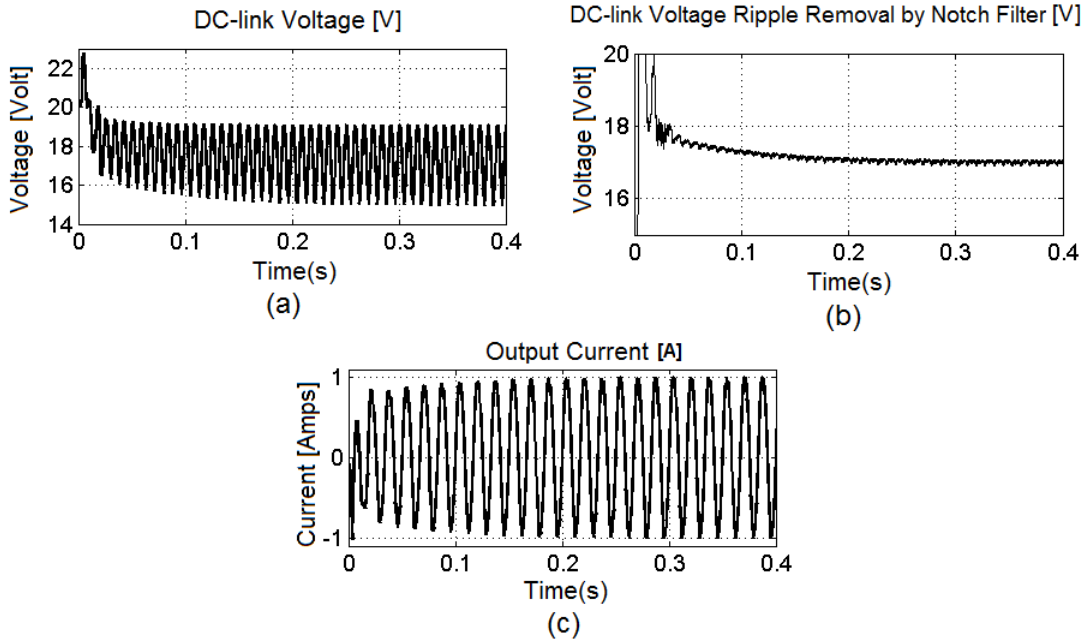 DC-link Voltage [V]
Voltage [Volt]
22
20
18
16
14
0
0.1
0.2
0.3
0.4
Time(s)
(a)
DC-link Voltage Ripple Removal by Notch Filter [V]
Voltage [Volt]
20
18
16
0
0.1
0.2
0.3
0.4
Time(s)
(b)
Output Current [A]
Current [Amps]
1
0
-1
0
0.1
0.2
0.3
0.4
Time(s)
(c)